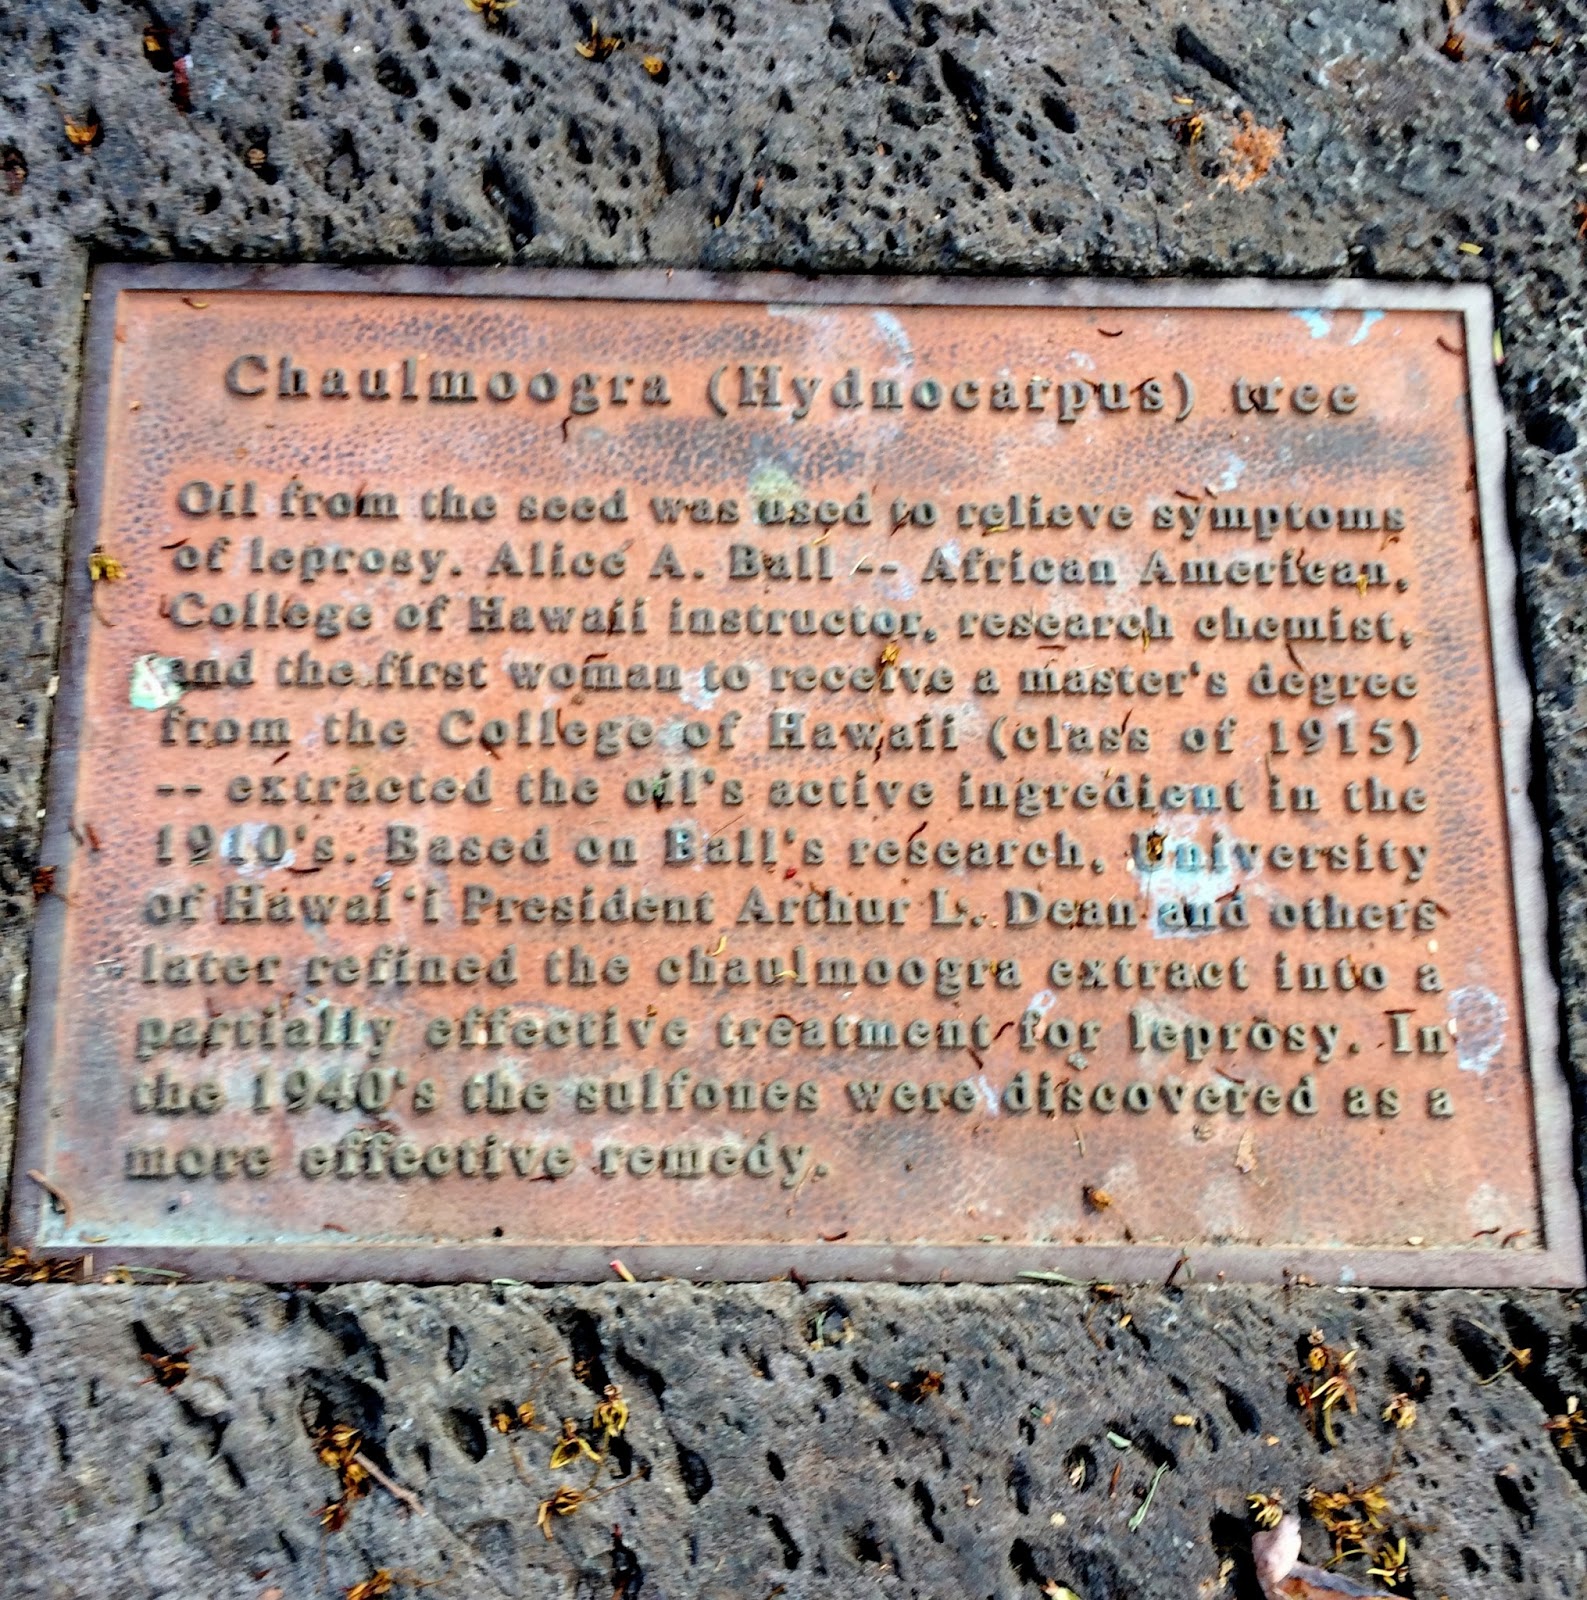 Chaulmoogra (Hydnocarpus) tree
Oil from the seed was used to relieve symptoms
of leprosy. Alice A. Ball -- African American,
College of Hawaii instructor, research chemist,
and the first woman to receive a master's degree
from the College of Hawaii (class of 1915)
-- extracted the oil's active ingredient in the
1910's. Based on Ball's research, University
of Hawai‘i President Arthur L. Dean and others
later refined the chaulmoogra extract into a
partially effective treatment for leprosy. In
the 1940's the sulfones were discovered as a
more effective remedy.